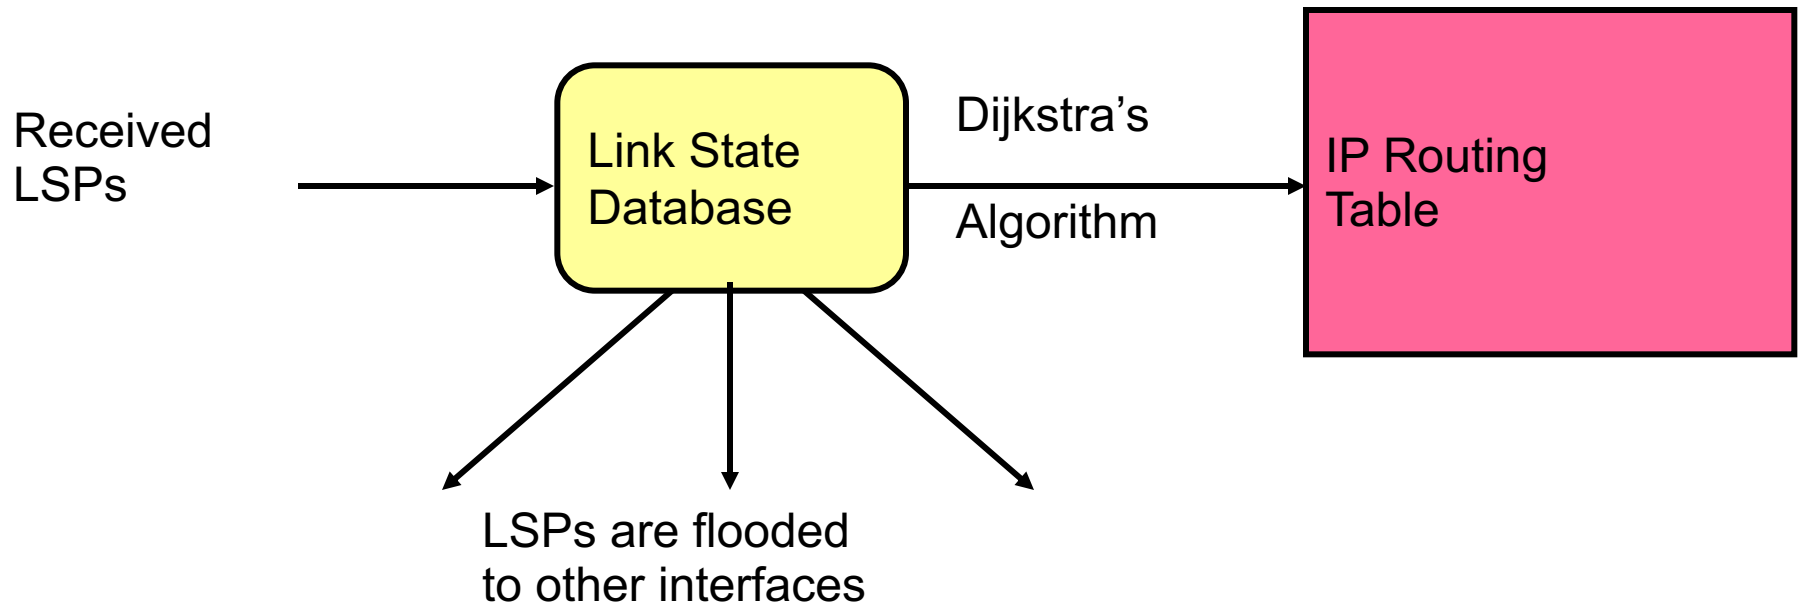 Received
LSPs
Link State
Database
Dijkstra’s
Algorithm
IP Routing
Table
LSPs are flooded
to other interfaces